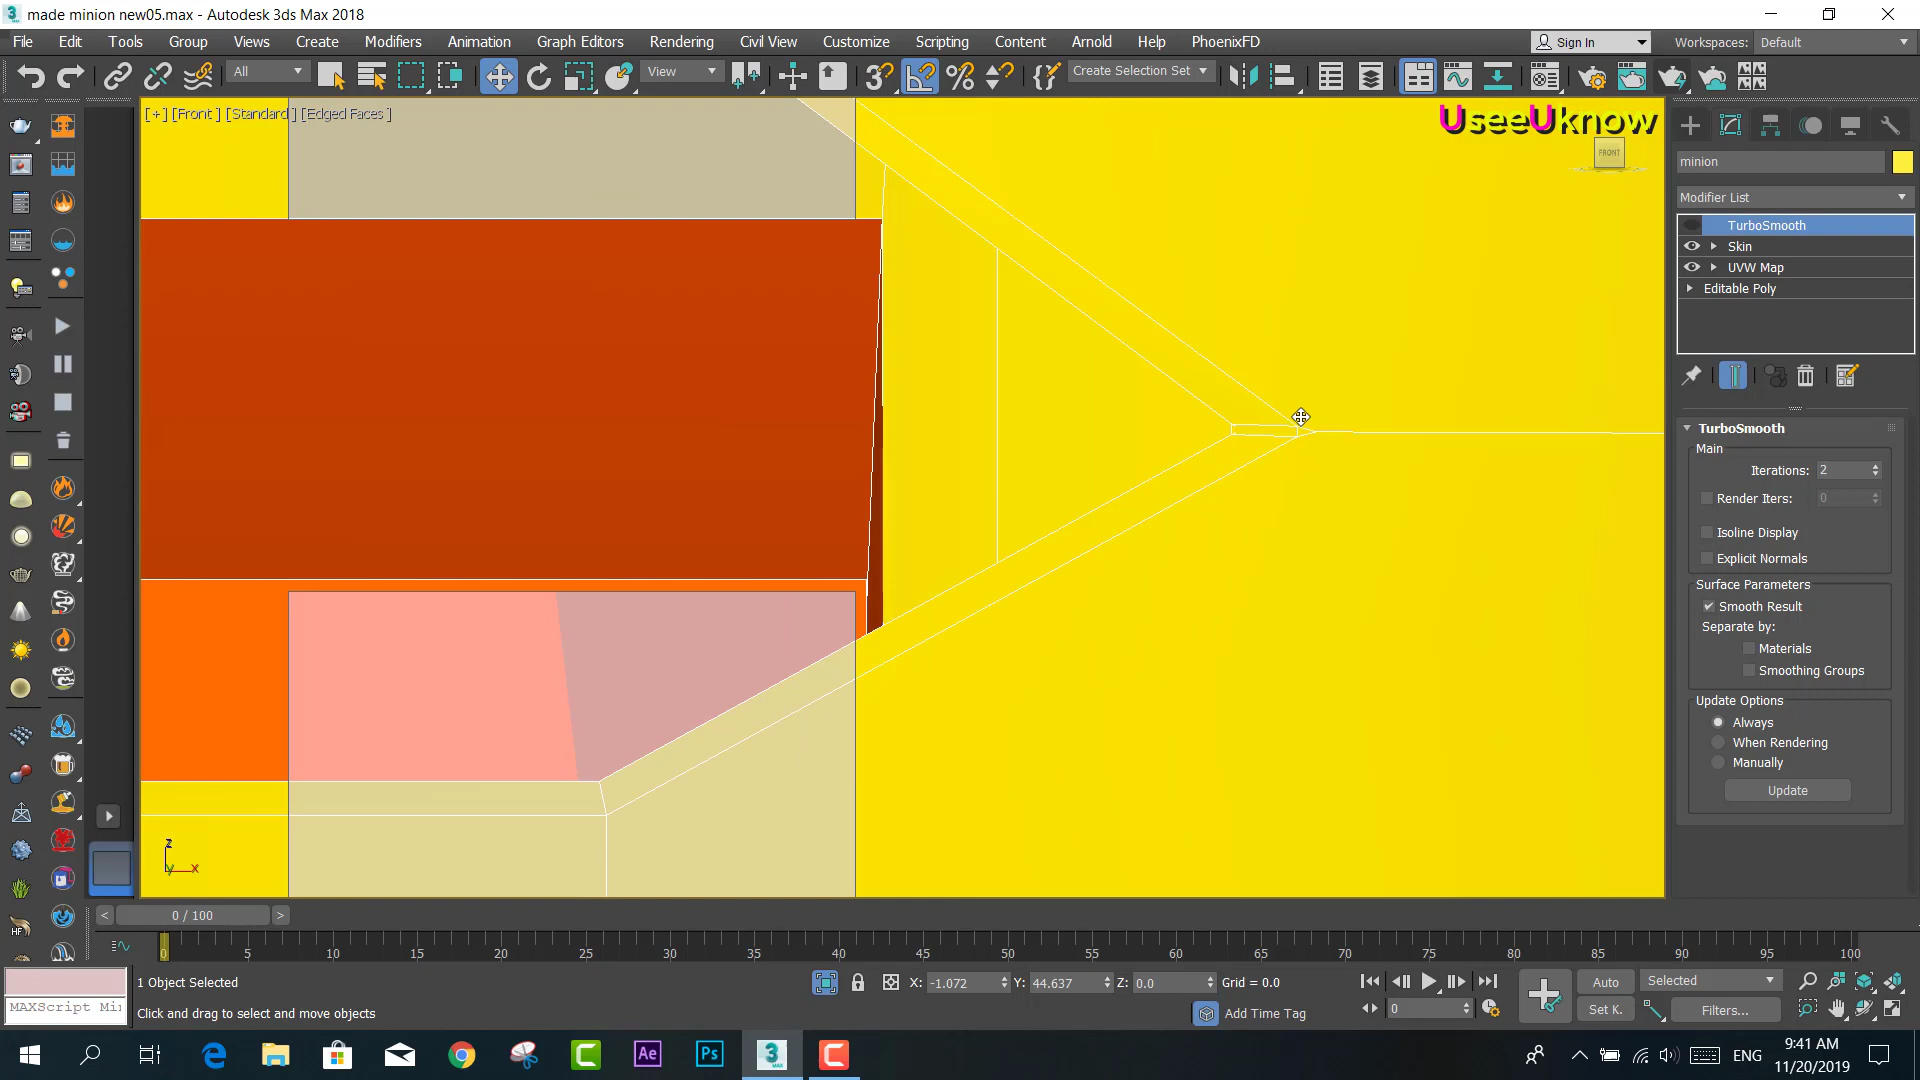 made minion new05.max - Autodesk 3ds Max 2018
File Edit Tools Group Views Create Modifiers Animation Graph Editors Rendering Civil View Customize Scripting Content Arnold Help PhoenixFD
Sign In
Workspaces: Default
All
View
Create Selection Set
[ + ] [Front ] [Standard ] [Edged Faces ]
UseeUknow
FRONT
minion
Modifier List
TurboSmooth
Skin
UVW Map
Editable Poly
TurboSmooth
Main
Iterations: 2
Render Iters: 0
Isoline Display
Explicit Normals
Surface Parameters
Smooth Result
Separate by:
Materials
Smoothing Groups
Update Options
Always
When Rendering
Manually
Update
z
y x
HF
< 0 / 100 >
0 5 10 15 20 25 30 35 40 45 50 55 60 65 70 75 80 85 90 95 100
1 Object Selected
X: -1.072 Y: 44.637 Z: 0.0 Grid = 0.0
Auto Selected
MAXScript Mi
Click and drag to select and move objects
Add Time Tag
0
Set K. Filters...
Ae Ps 3 MAX
ENG
9:41 AM
11/20/2019